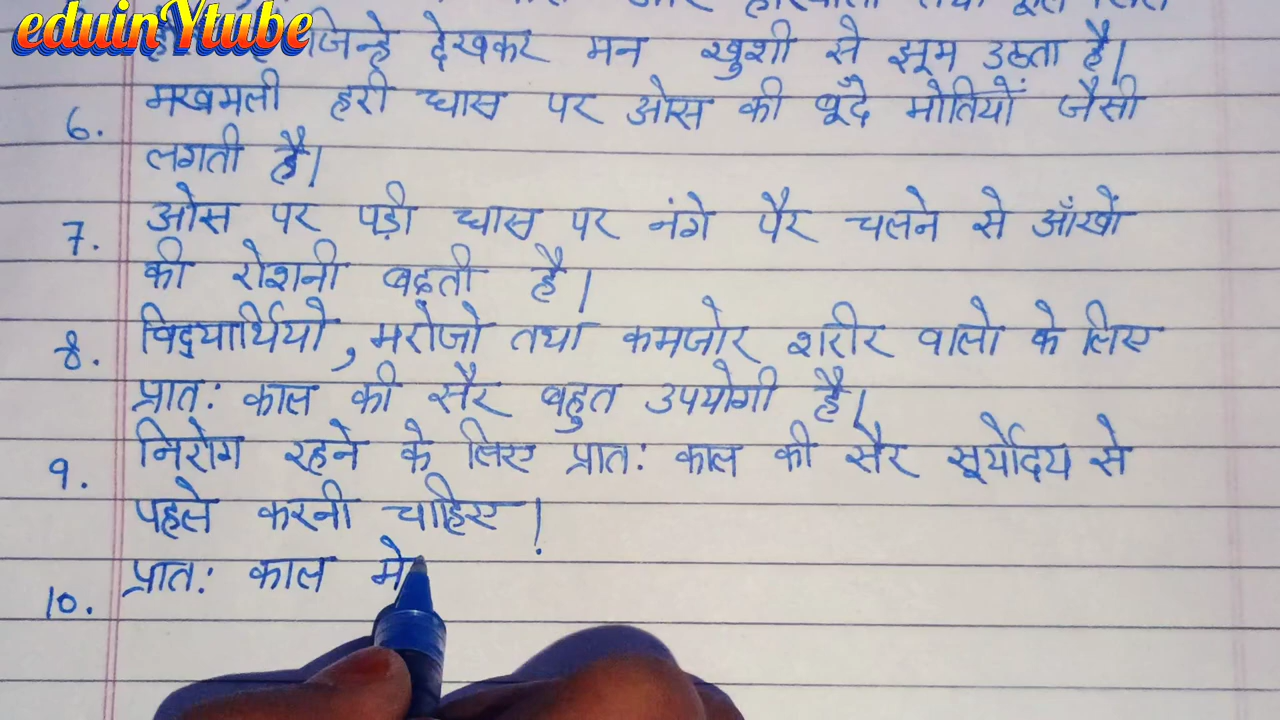 eduinYtube
जिन्हे देखकर मन खुशी से झूम उठता है।
6. मखमली हरी घास पर ओस की बूँदे मोतियों जैसी
लगती है।
7. ओस पर पड़ी घास पर नंगे पैर चलने से आँखों
की रोशनी बढ़ती है।
8. विद्यार्थियो, मरीजो तथा कमजोर शरीर वालो के लिए
प्रात: काल की सैर बहुत उपयोगी है।
9. निरोग रहने के लिए प्रात: काल की सैर सूर्योदय से
पहले करनी चाहिए।
10. प्रात: काल मे